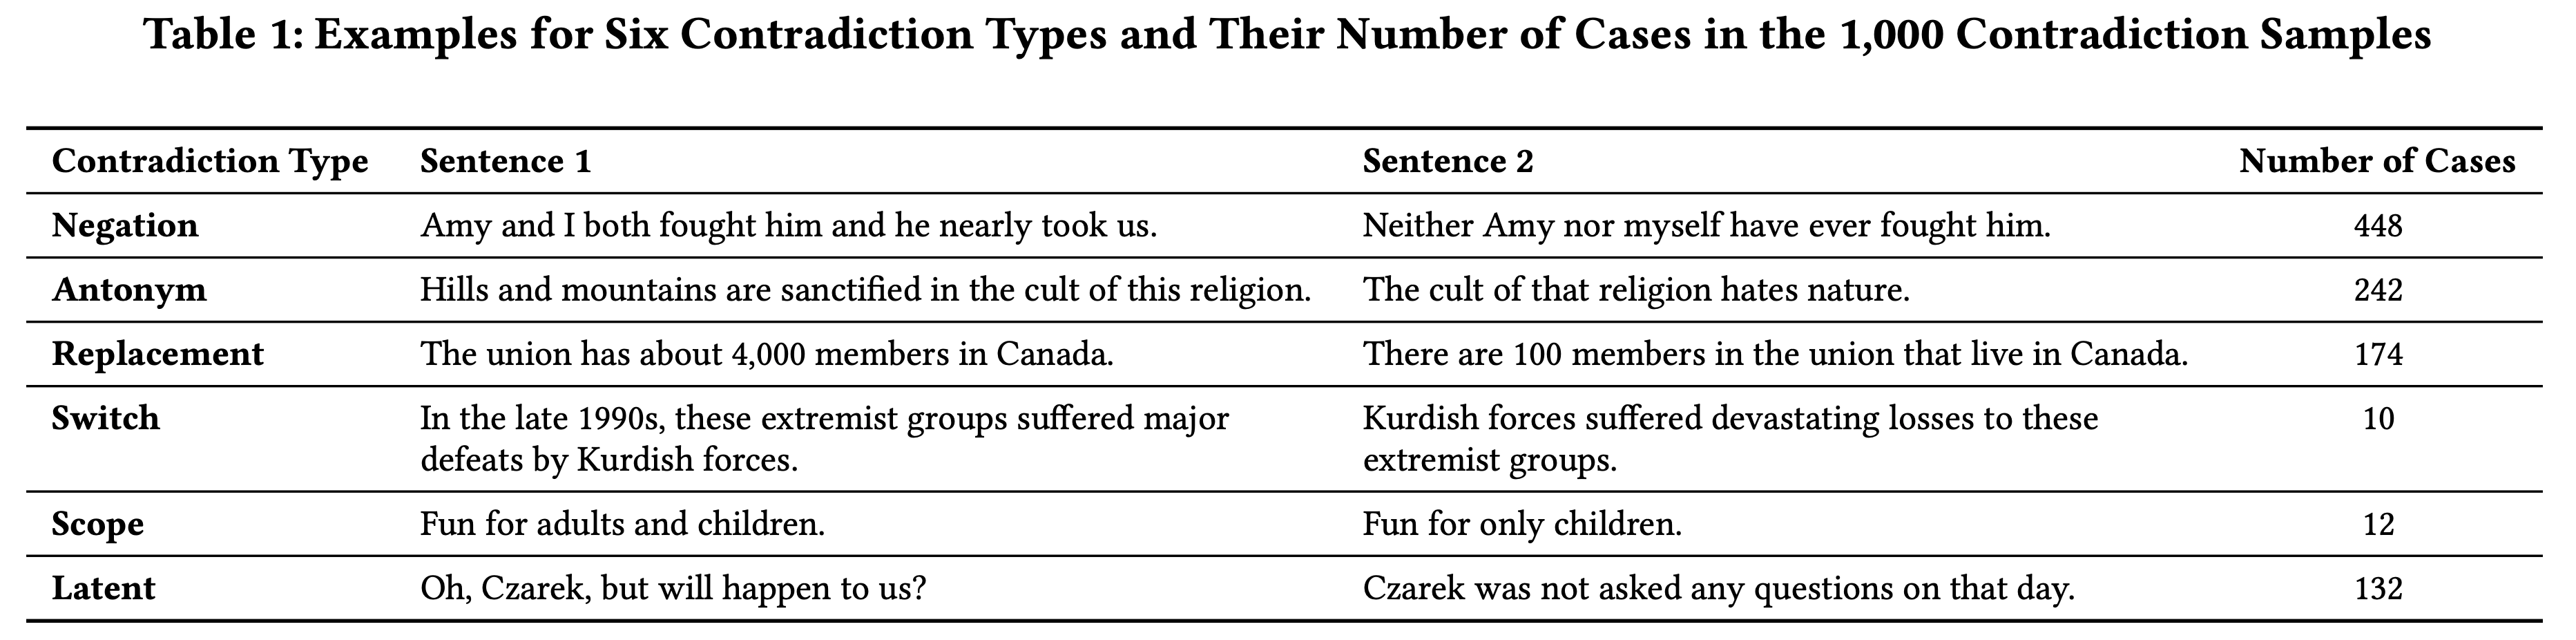 Table 1: Examples for Six Contradiction Types and Their Number of Cases in the 1,000 Contradiction Samples
Contradiction Type Sentence 1 Sentence 2 Number of Cases
Negation Amy and I both fought him and he nearly took us. Neither Amy nor myself have ever fought him. 448
Antonym Hills and mountains are sanctified in the cult of this religion. The cult of that religion hates nature. 242
Replacement The union has about 4,000 members in Canada. There are 100 members in the union that live in Canada. 174
Switch In the late 1990s, these extremist groups suffered major Kurdish forces suffered devastating losses to these 10
defeats by Kurdish forces. extremist groups.
Scope Fun for adults and children. Fun for only children. 12
Latent Oh, Czarek, but will happen to us? Czarek was not asked any questions on that day. 132